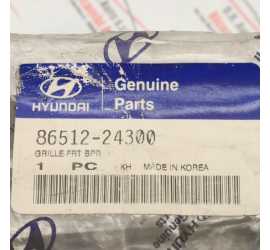 HYUNDAI
Genuine
Parts
86512-24300
GRILLE-FRT BPR
1 PC KH MADE IN KOREA